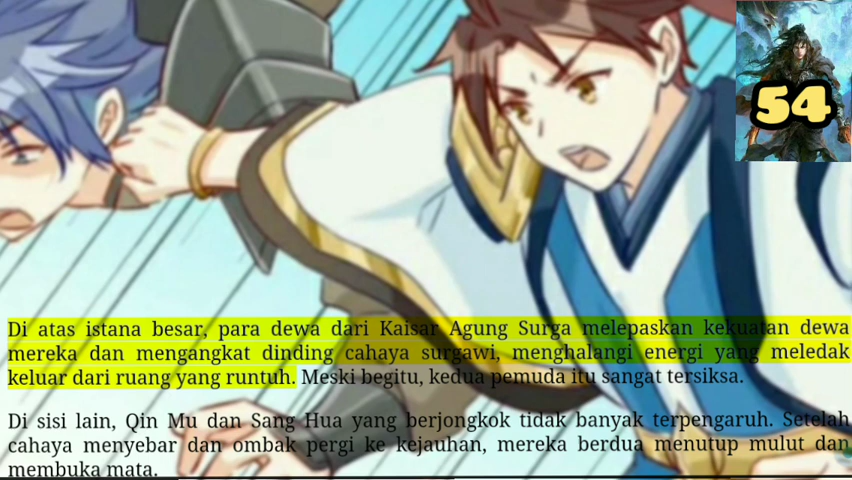 54
Di atas istana besar, para dewa dari Kaisar Agung Surga melepaskan kekuatan dewa
mereka dan mengangkat dinding cahaya surgawi, menghalangi energi yang meledak
keluar dari ruang yang runtuh. Meski begitu, kedua pemuda itu sangat tersiksa.
Di sisi lain, Qin Mu dan Sang Hua yang berjongkok tidak banyak terpengaruh. Setelah
cahaya menyebar dan ombak pergi ke kejauhan, mereka berdua menutup mulut dan
membuka mata.